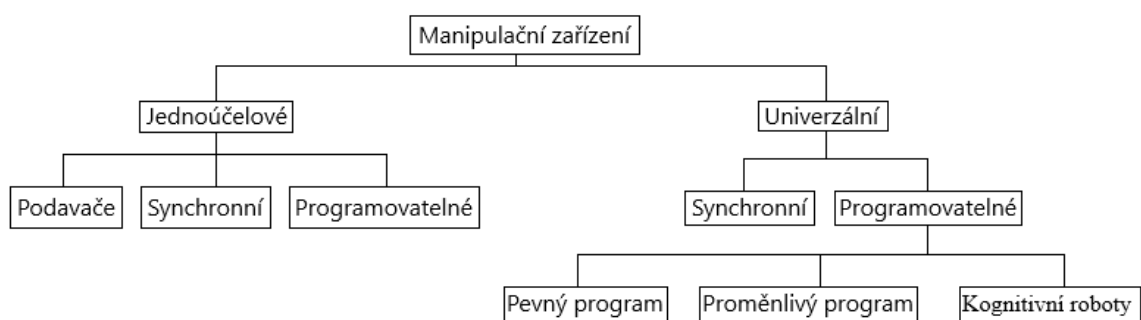 Manipulační zařízení
Jednoúčelové
Univerzální
Podavače
Synchronní
Programovatelné
Synchronní
Programovatelné
Pevný program
Proměnlivý program
Kognitivní roboty